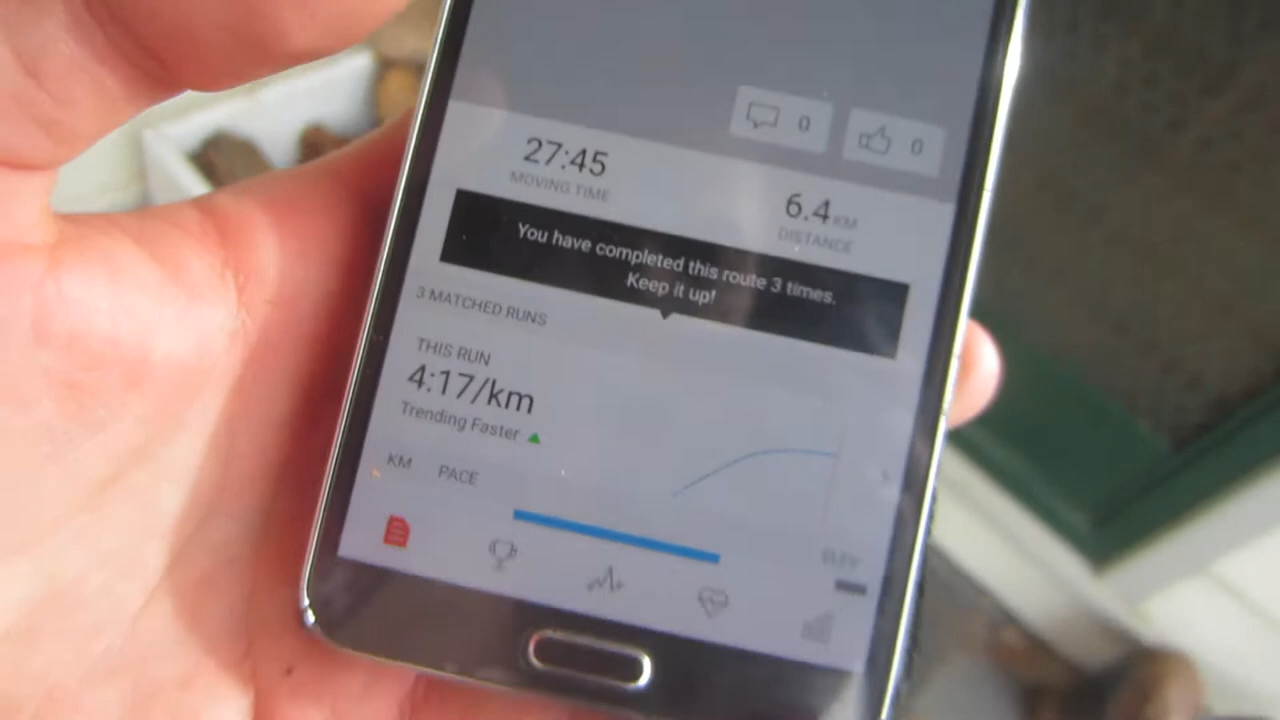 0
0
27:45
MOVING TIME
6.4 KM
DISTANCE
You have completed this route 3 times.
Keep it up!
3 MATCHED RUNS
THIS RUN
4:17/km
Trending Faster
KM PACE
ELEV